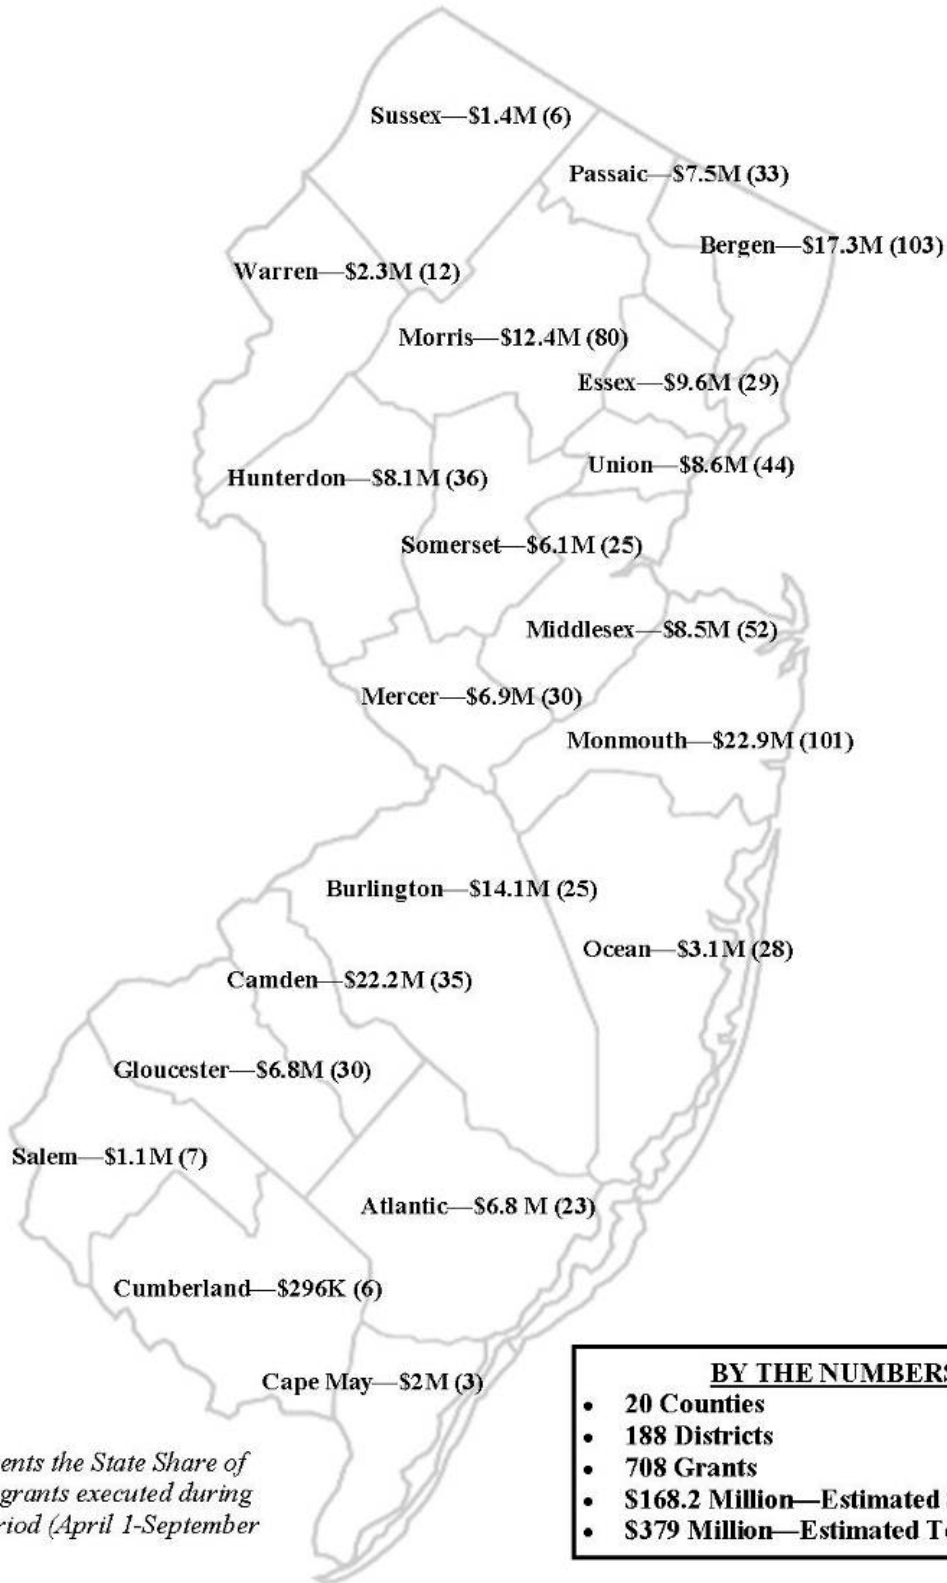 Sussex—$1.4M (6)
Passaic—$7.5M (33)
Bergen—$17.3M (103)
Warren—$2.3M (12)
Morris—$12.4M (80)
Essex—$9.6M (29)
Union—$8.6M (44)
Hunterdon—$8.1M (36)
Somerset—$6.1M (25)
Middlesex—$8.5M (52)
Mercer—$6.9M (30)
Monmouth—$22.9M (101)
Burlington—$14.1M (25)
Ocean—$3.1M (28)
Camden—$22.2M (35)
Gloucester—$6.8M (30)
Salem—$1.1M (7)
Atlantic—$6.8 M (23)
Cumberland—$296K (6)
Cape May—$2M (3)
ents the State Share of
grants executed during
riod (April 1-September
BY THE NUMBERS
• 20 Counties
• 188 Districts
• 708 Grants
• $168.2 Million—Estimated
• $379 Million—Estimated